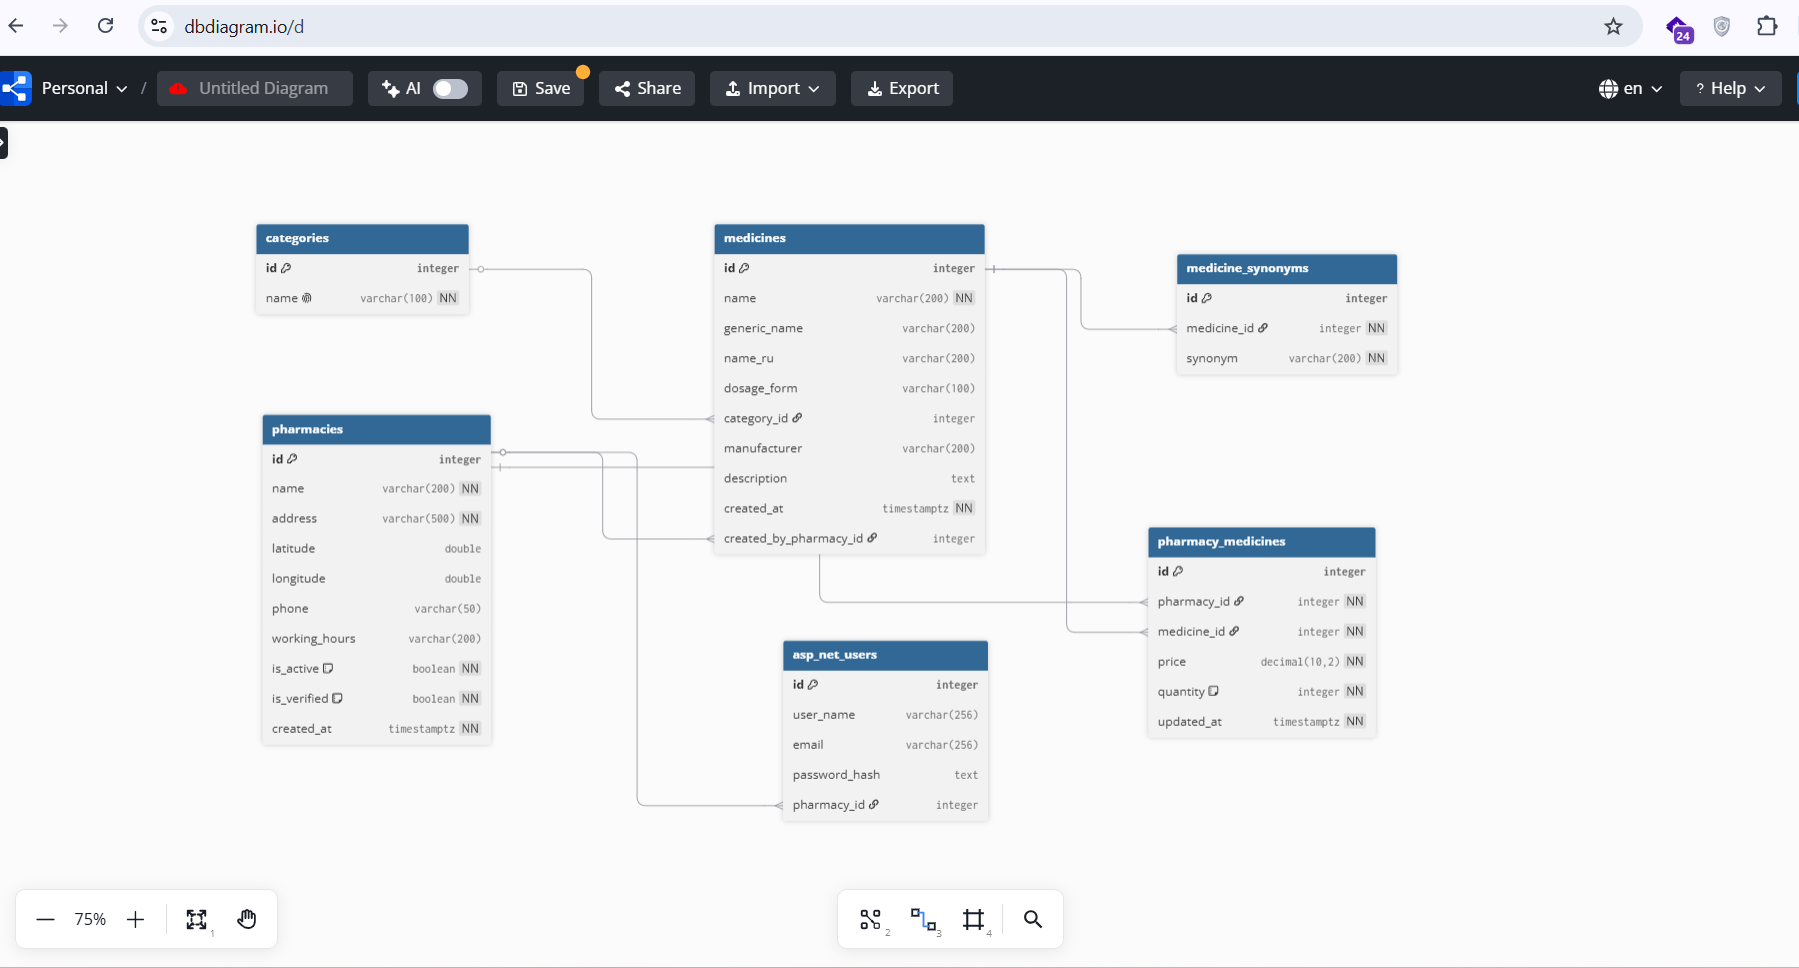 dbdiagram.io/d
24
Personal / Untitled Diagram AI Save Share Import Export en ? Help
categories
id integer
name varchar(100) NN
medicines
id integer
name varchar(200) NN
generic_name varchar(200)
name_ru varchar(200)
dosage_form varchar(100)
category_id integer
manufacturer varchar(200)
description text
created_at timestamptz NN
created_by_pharmacy_id integer
medicine_synonyms
id integer
medicine_id integer NN
synonym varchar(200) NN
pharmacies
id integer
name varchar(200) NN
address varchar(500) NN
latitude double
longitude double
phone varchar(50)
working_hours varchar(200)
is_active boolean NN
is_verified boolean NN
created_at timestamptz NN
pharmacy_medicines
id integer
pharmacy_id integer NN
medicine_id integer NN
price decimal(10,2) NN
quantity integer NN
updated_at timestamptz NN
asp_net_users
id integer
user_name varchar(256)
email varchar(256)
password_hash text
pharmacy_id integer
75% 1
2 3 4